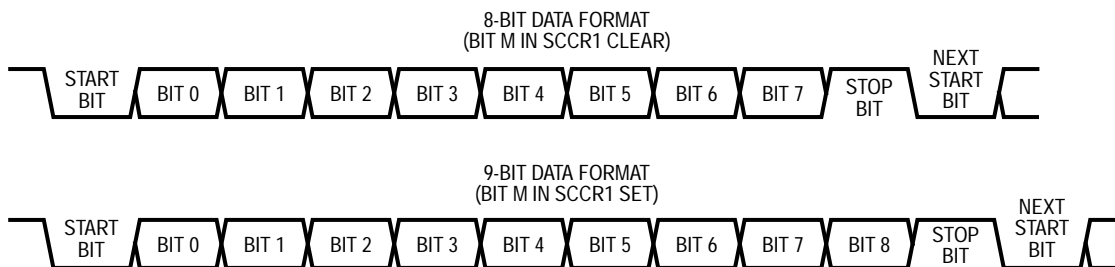 8-BIT DATA FORMAT
(BIT M IN SCCR1 CLEAR)
START
BIT
BIT 0
BIT 1
BIT 2
BIT 3
BIT 4
BIT 5
BIT 6
BIT 7
STOP
BIT
NEXT
START
BIT
9-BIT DATA FORMAT
(BIT M IN SCCR1 SET)
START
BIT
BIT 0
BIT 1
BIT 2
BIT 3
BIT 4
BIT 5
BIT 6
BIT 7
BIT 8
STOP
BIT
NEXT
START
BIT